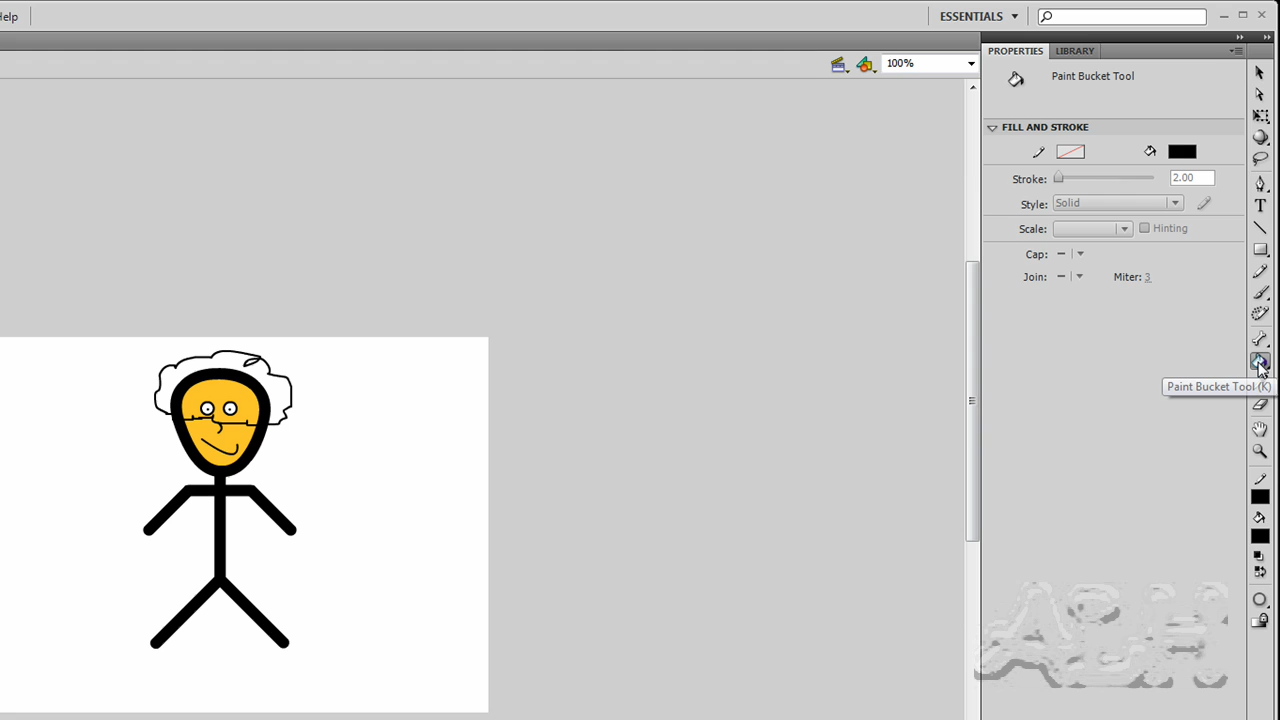 Help
ESSENTIALS
100%
PROPERTIES LIBRARY
Paint Bucket Tool
FILL AND STROKE
Stroke: 2.00
Style: Solid
Scale: Hinting
Cap:
Join: Miter: 3
Paint Bucket Tool (K)